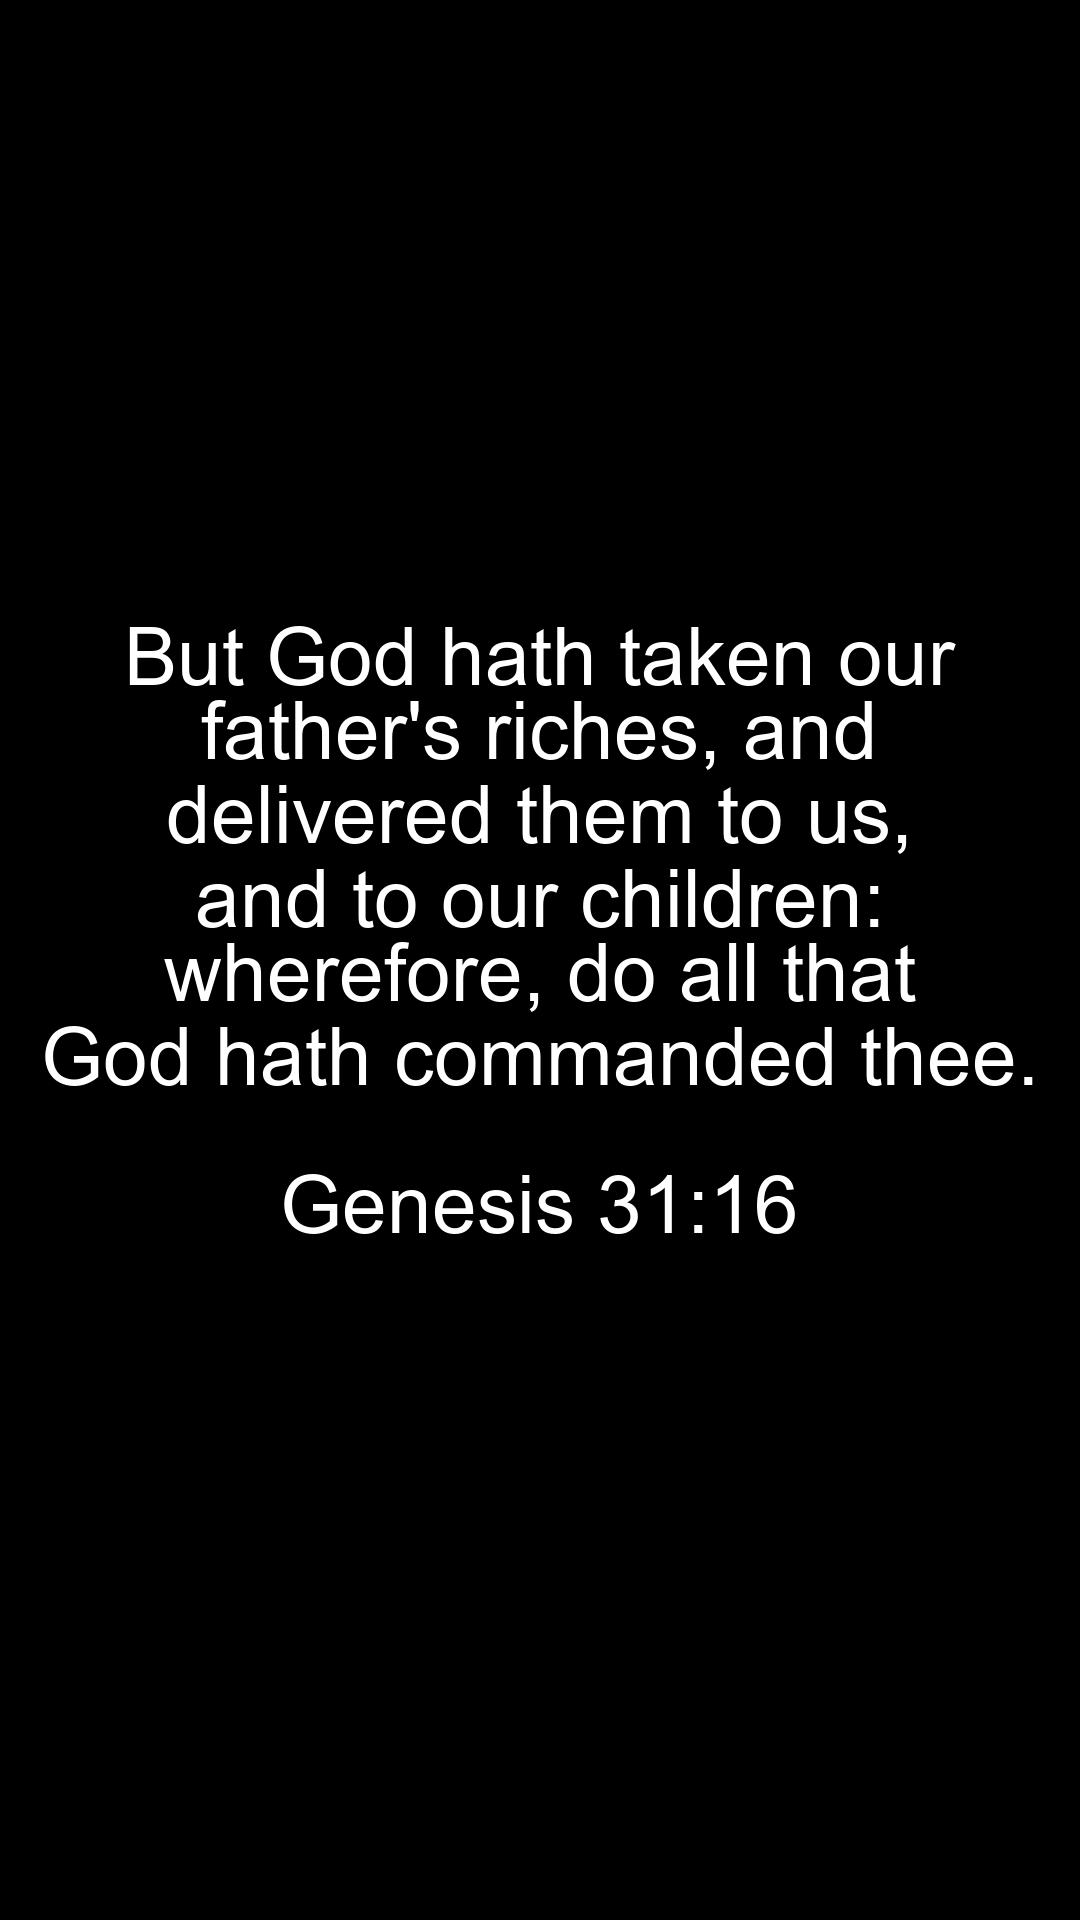 But God hath taken our
father's riches, and
delivered them to us,
and to our children:
wherefore, do all that
God hath commanded thee.
Genesis 31:16